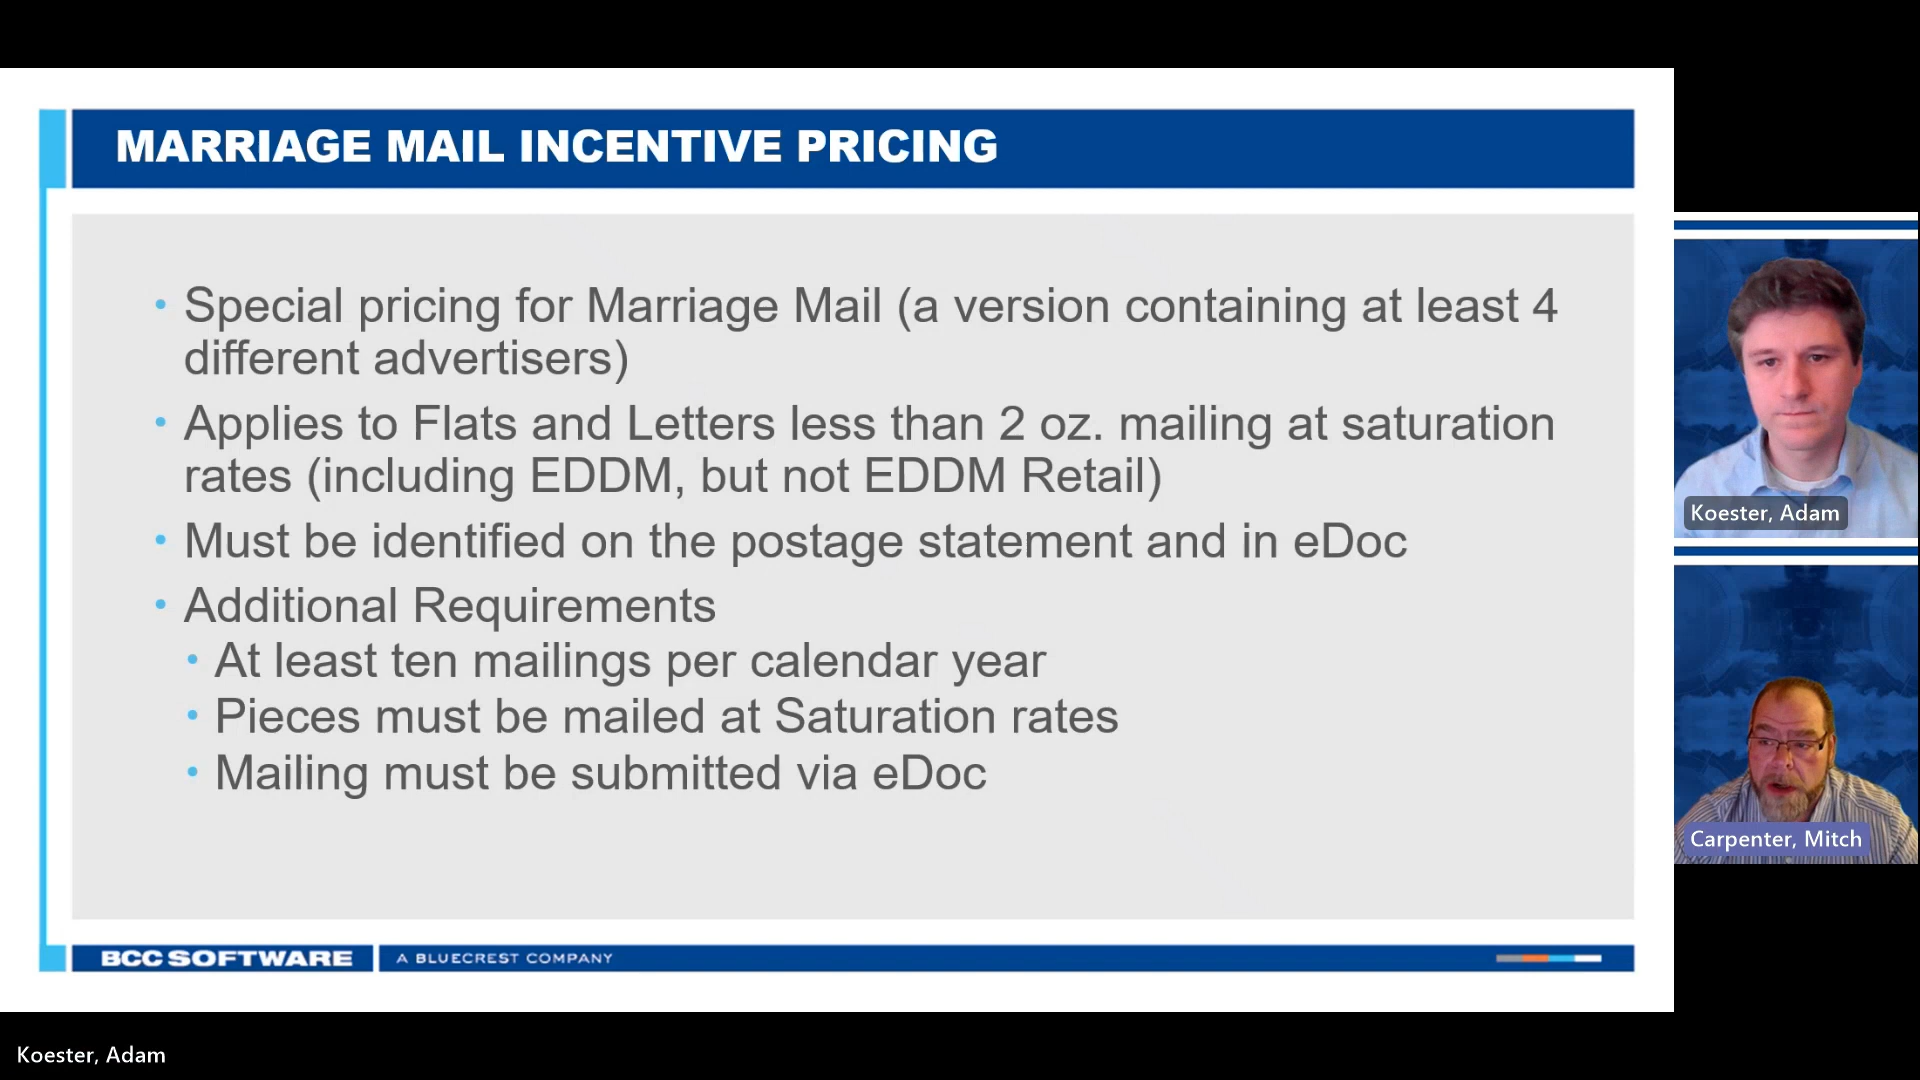 MARRIAGE MAIL INCENTIVE PRICING
• Special pricing for Marriage Mail (a version containing at least 4
different advertisers)
• Applies to Flats and Letters less than 2 oz. mailing at saturation
rates (including EDDM, but not EDDM Retail)
• Must be identified on the postage statement and in eDoc
• Additional Requirements
• At least ten mailings per calendar year
• Pieces must be mailed at Saturation rates
• Mailing must be submitted via eDoc
BCC SOFTWARE
A BLUECREST COMPANY
Koester, Adam
Carpenter, Mitch
Koester, Adam